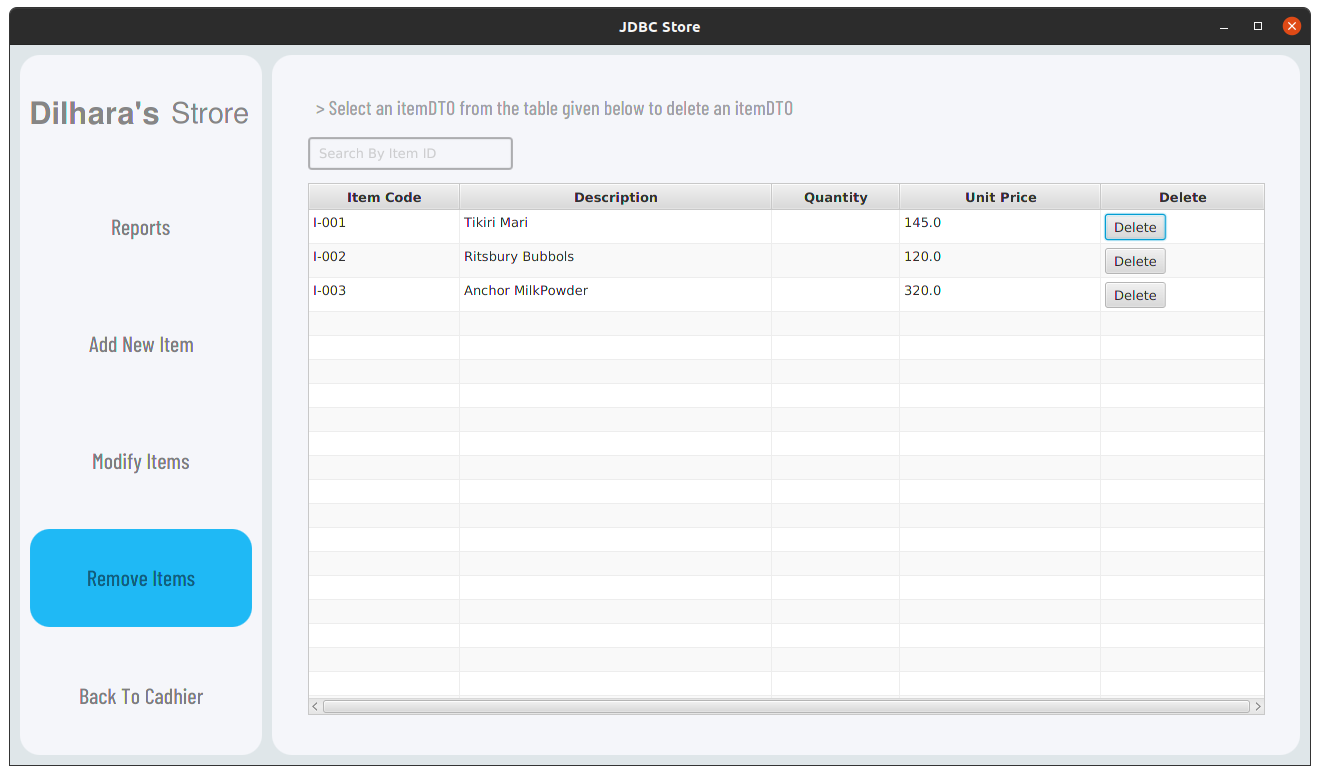 JDBC Store
Dilhara's Strore
Reports
Add New Item
Modify Items
Remove Items
Back To Cadhier
> Select an itemDTO from the table given below to delete an itemDTO
Search By Item ID
Item Code Description Quantity Unit Price Delete
I-001 Tikiri Mari 145.0 Delete
I-002 Ritsbury Bubbols 120.0 Delete
I-003 Anchor MilkPowder 320.0 Delete